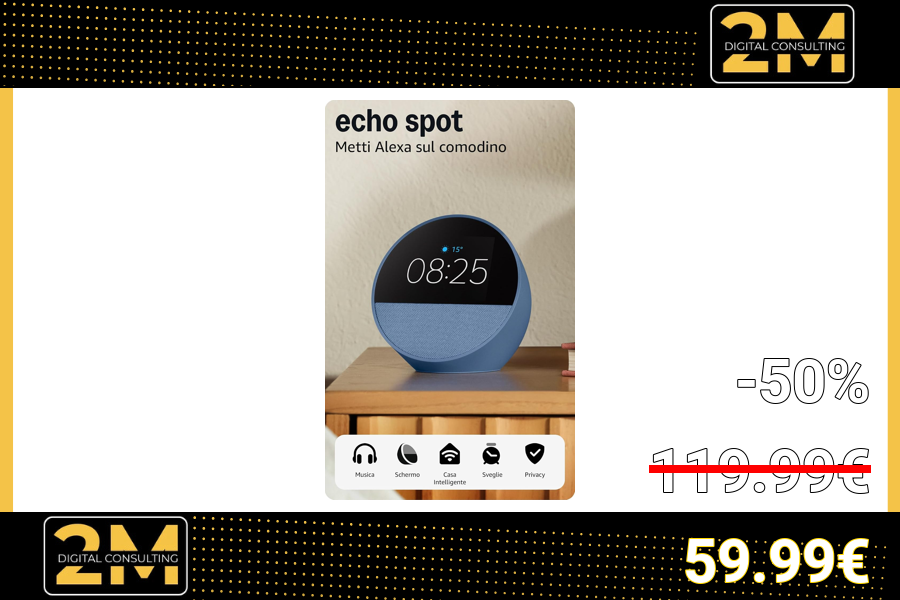 2M
DIGITAL CONSULTING
echo spot
Metti Alexa sul comodino
15°
08:25
-50%
119.99€
Musica
Schermo
Casa
Intelligente
Sveglie
Privacy
2M
DIGITAL CONSULTING
59.99€